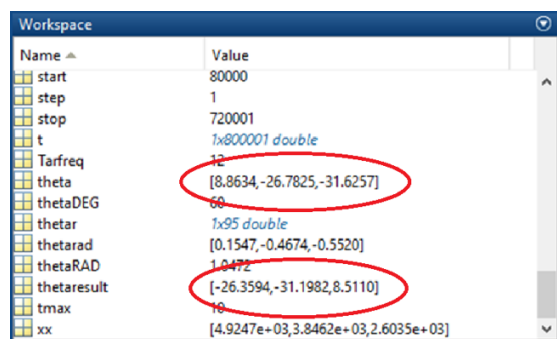 Workspace
Name Value
start 80000
step 1
stop 720001
t 1x800001 double
Tarfreq 12
theta [8.8634,-26.7825,-31.6257]
thetaDEG 60
thetar 1x95 double
thetarad [0.1547,-0.4674,-0.5520]
thetaRAD 1.0472
thetaresult [-26.3594,-31.1982,8.5110]
tmax 10
xx [4.9247e+03,3.8462e+03,2.6035e+03]